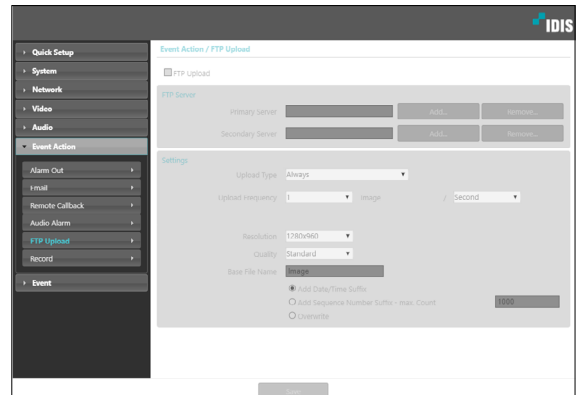 IDIS
Quick Setup
System
Network
Video
Audio
Event Action
Alarm Out
Email
Remote Callback
Audio Alarm
FTP Upload
Record
Event
Event Action / FTP Upload
FTP Upload
FTP Server
Primary Server Add... Remove...
Secondary Server Add... Remove...
Settings
Upload Type Always
Upload Frequency 1 Image / Second
Resolution 1280x960
Quality Standard
Base File Name Image
Add Date/Time Suffix
Add Sequence Number Suffix - max. Count 1000
Overwrite
Save